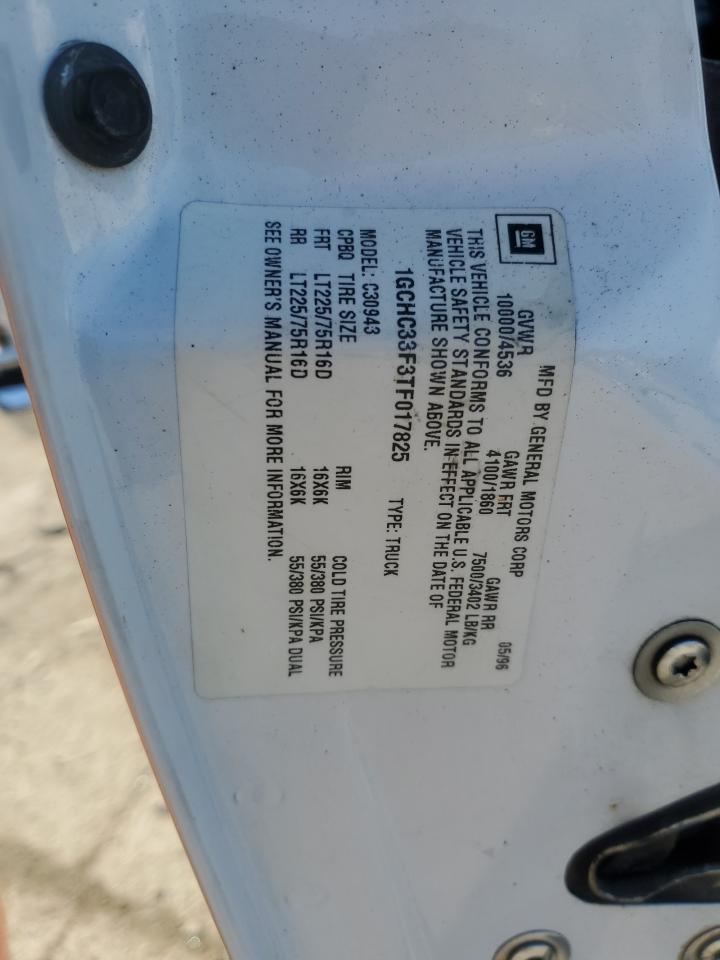 MFD BY GENERAL MOTORS CORP 05/96
GM GVWR GAWR FRT GAWR RR
10000/4536 4100/1860 7500/3402 LB/KG
THIS VEHICLE CONFORMS TO ALL APPLICABLE U.S. FEDERAL MOTOR
VEHICLE SAFETY STANDARDS IN EFFECT ON THE DATE OF
MANUFACTURE SHOWN ABOVE.
1GCHC33F3TF017825 TYPE: TRUCK
MODEL: C30943
CPBQ TIRE SIZE RIM COLD TIRE PRESSURE
FRT LT225/75R16D 16X6K 55/380 PSI/KPA
RR LT225/75R16D 16X6K 55/380 PSI/KPA DUAL
SEE OWNER'S MANUAL FOR MORE INFORMATION.